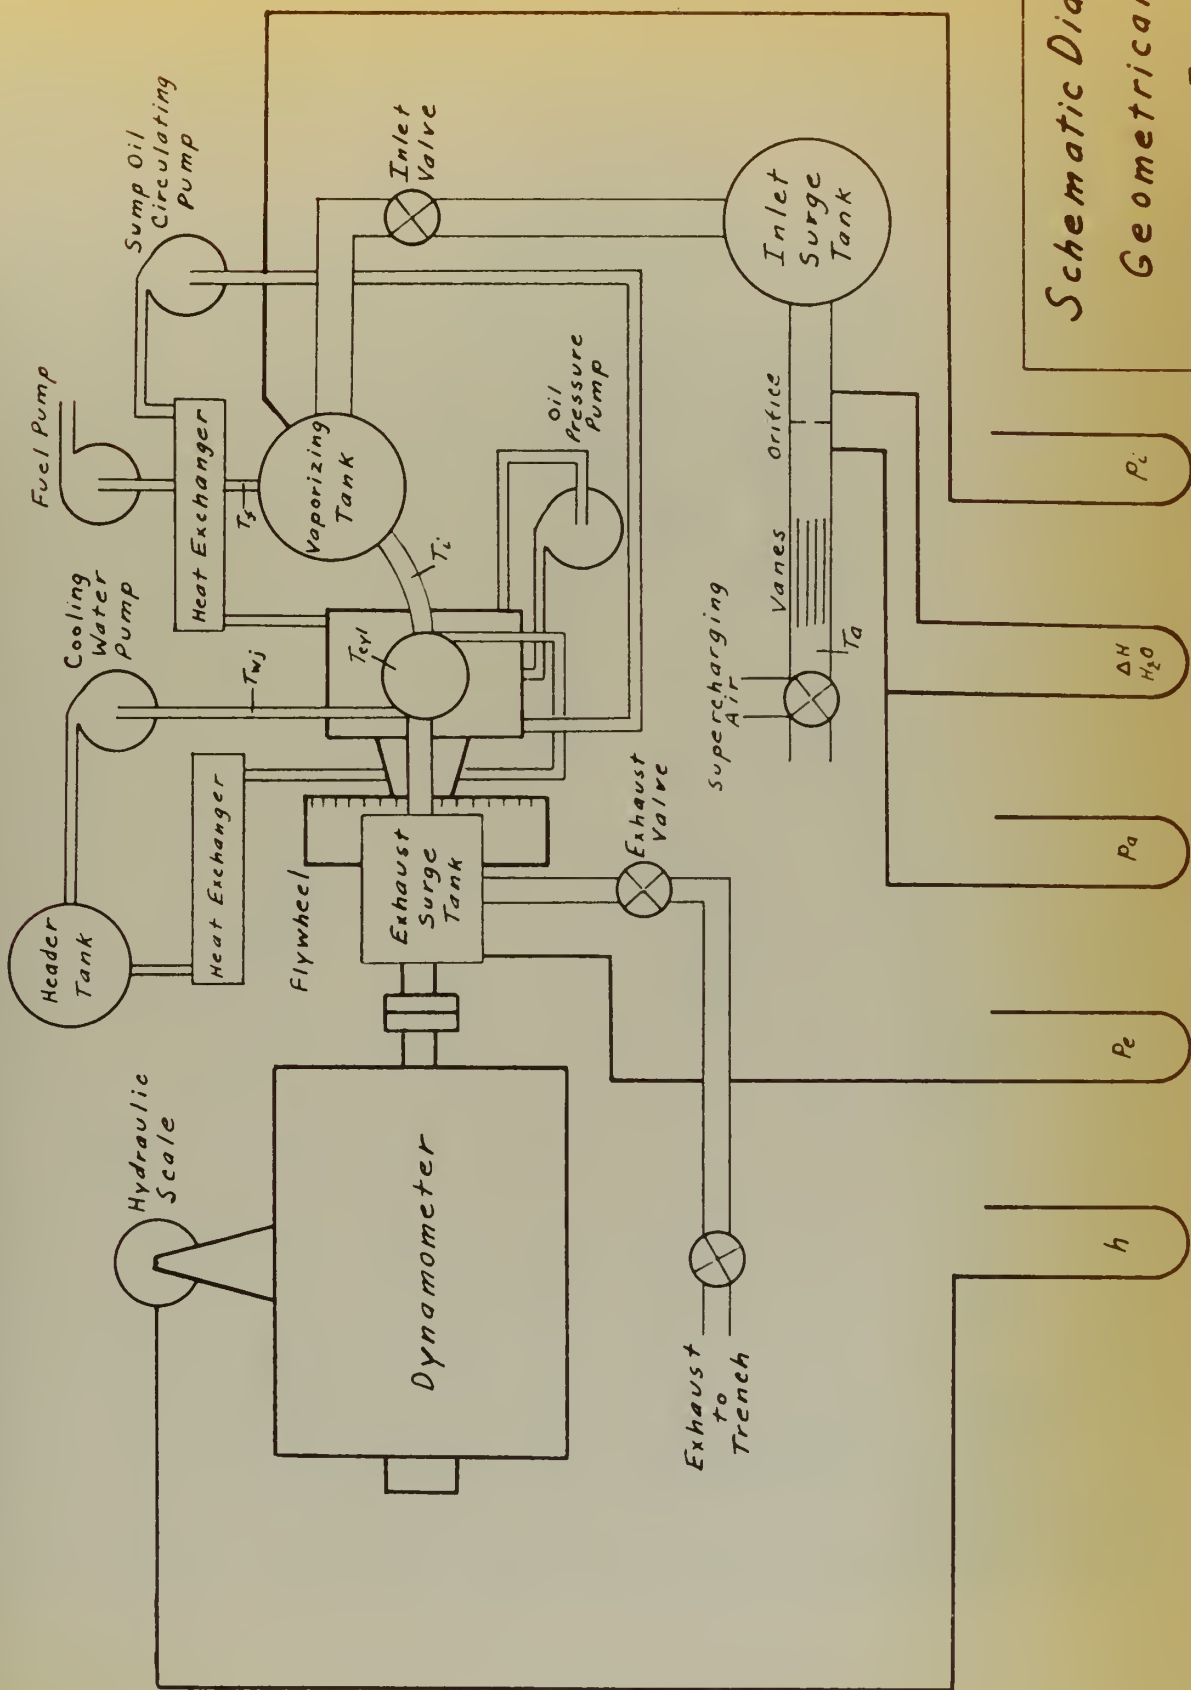 Hydraulic
Scale
Dynamometer
Exhaust
to
Trench
Header
Tank
Heat Exchanger
Flywheel
Exhaust
Surge
Tank
Exhaust
Valve
Cooling
Water
Pump
Twj
Tcyl
Fuel Pump
Heat Exchanger
Tf
Sump Oil
Circulating
Pump
Vaporizing
Tank
Ti
Oil
Pressure
Pump
Inlet
Valve
Inlet
Surge
Tank
Supercharging
Air
Ta
Vanes
Orifice
h
Pe
Pa
ΔH
H2O
Pi
Schematic Dia
Geometrical